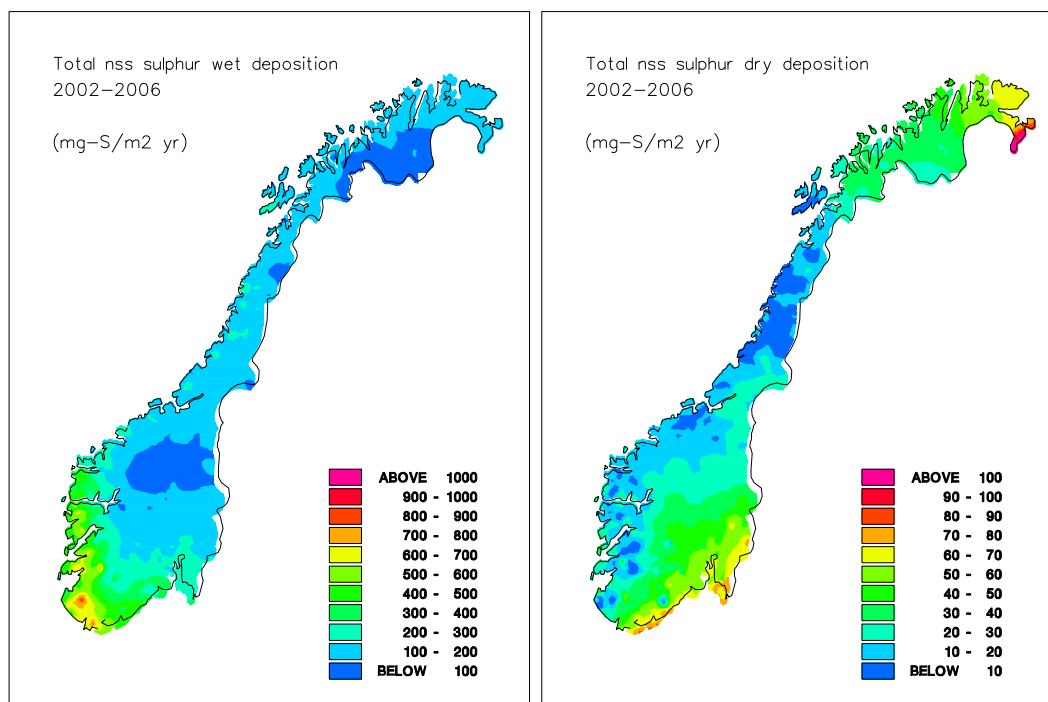 Total nss sulphur wet deposition
2002-2006
(mg-S/m2 yr)
ABOVE 1000
900 - 1000
800 - 900
700 - 800
600 - 700
500 - 600
400 - 500
300 - 400
200 - 300
100 - 200
BELOW 100
Total nss sulphur dry deposition
2002-2006
(mg-S/m2 yr)
ABOVE 100
90 - 100
80 - 90
70 - 80
60 - 70
50 - 60
40 - 50
30 - 40
20 - 30
10 - 20
BELOW 10